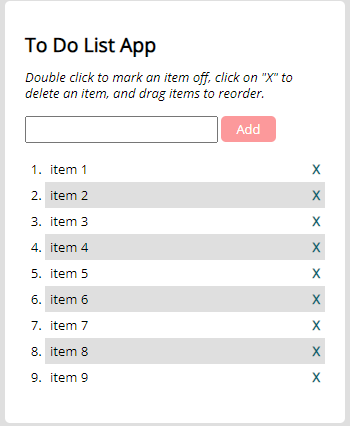 To Do List App
Double click to mark an item off, click on "X" to
delete an item, and drag items to reorder.
Add
1. item 1 X
2. item 2 X
3. item 3 X
4. item 4 X
5. item 5 X
6. item 6 X
7. item 7 X
8. item 8 X
9. item 9 X